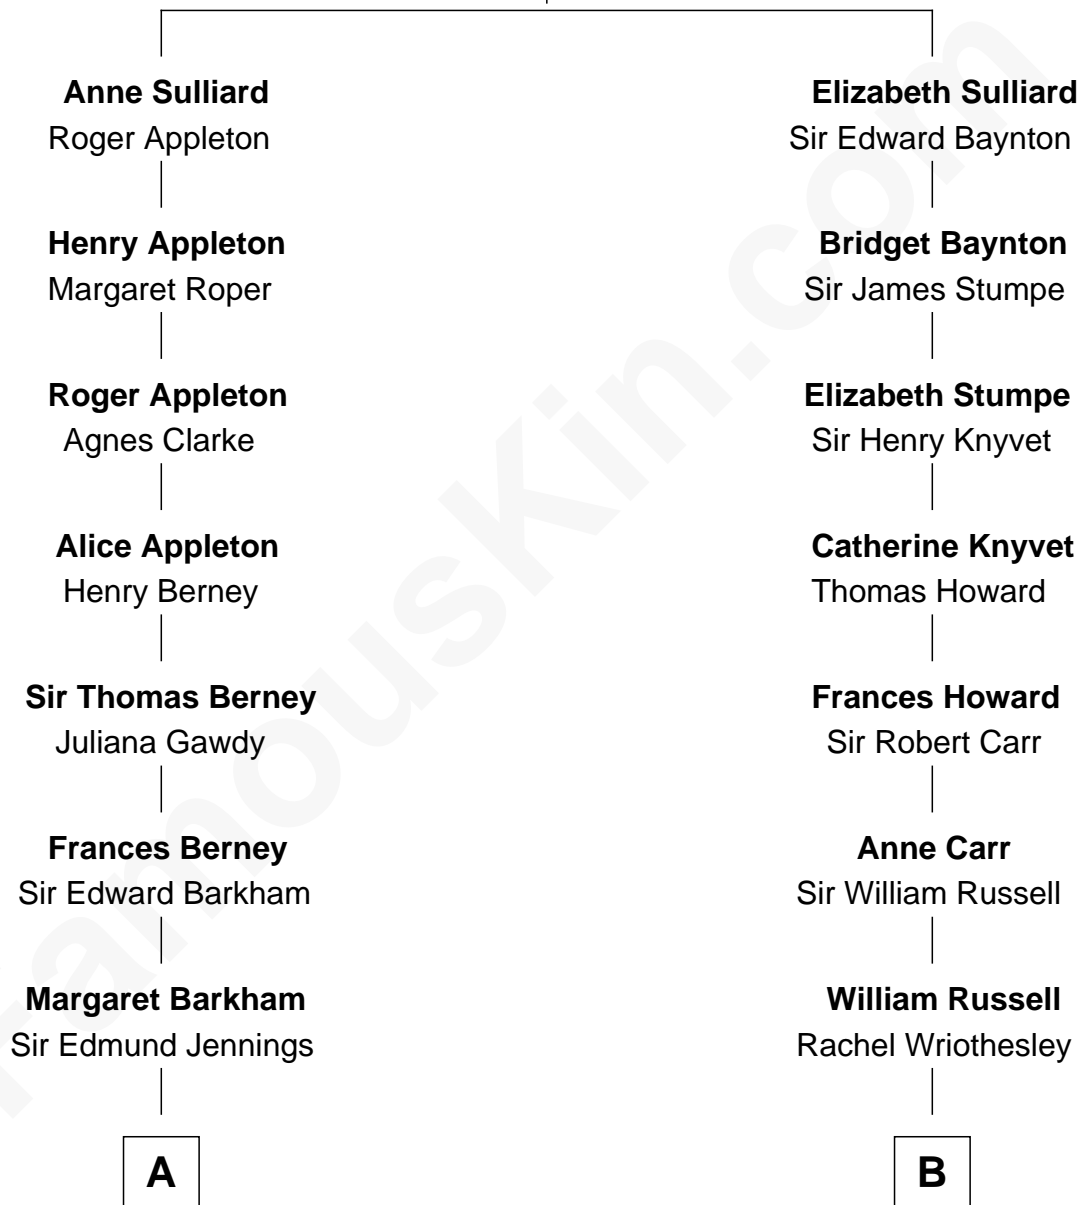 Anne Sulliard
Roger Appleton
Henry Appleton
Margaret Roper
Roger Appleton
Agnes Clarke
Alice Appleton
Henry Berney
Sir Thomas Berney
Juliana Gawdy
Frances Berney
Sir Edward Barkham
Margaret Barkham
Sir Edmund Jennings
A
Elizabeth Sulliard
Sir Edward Baynton
Bridget Baynton
Sir James Stumpe
Elizabeth Stumpe
Sir Henry Knyvet
Catherine Knyvet
Thomas Howard
Frances Howard
Sir Robert Carr
Anne Carr
Sir William Russell
William Russell
Rachel Wriothesley
B
FamousKin.com